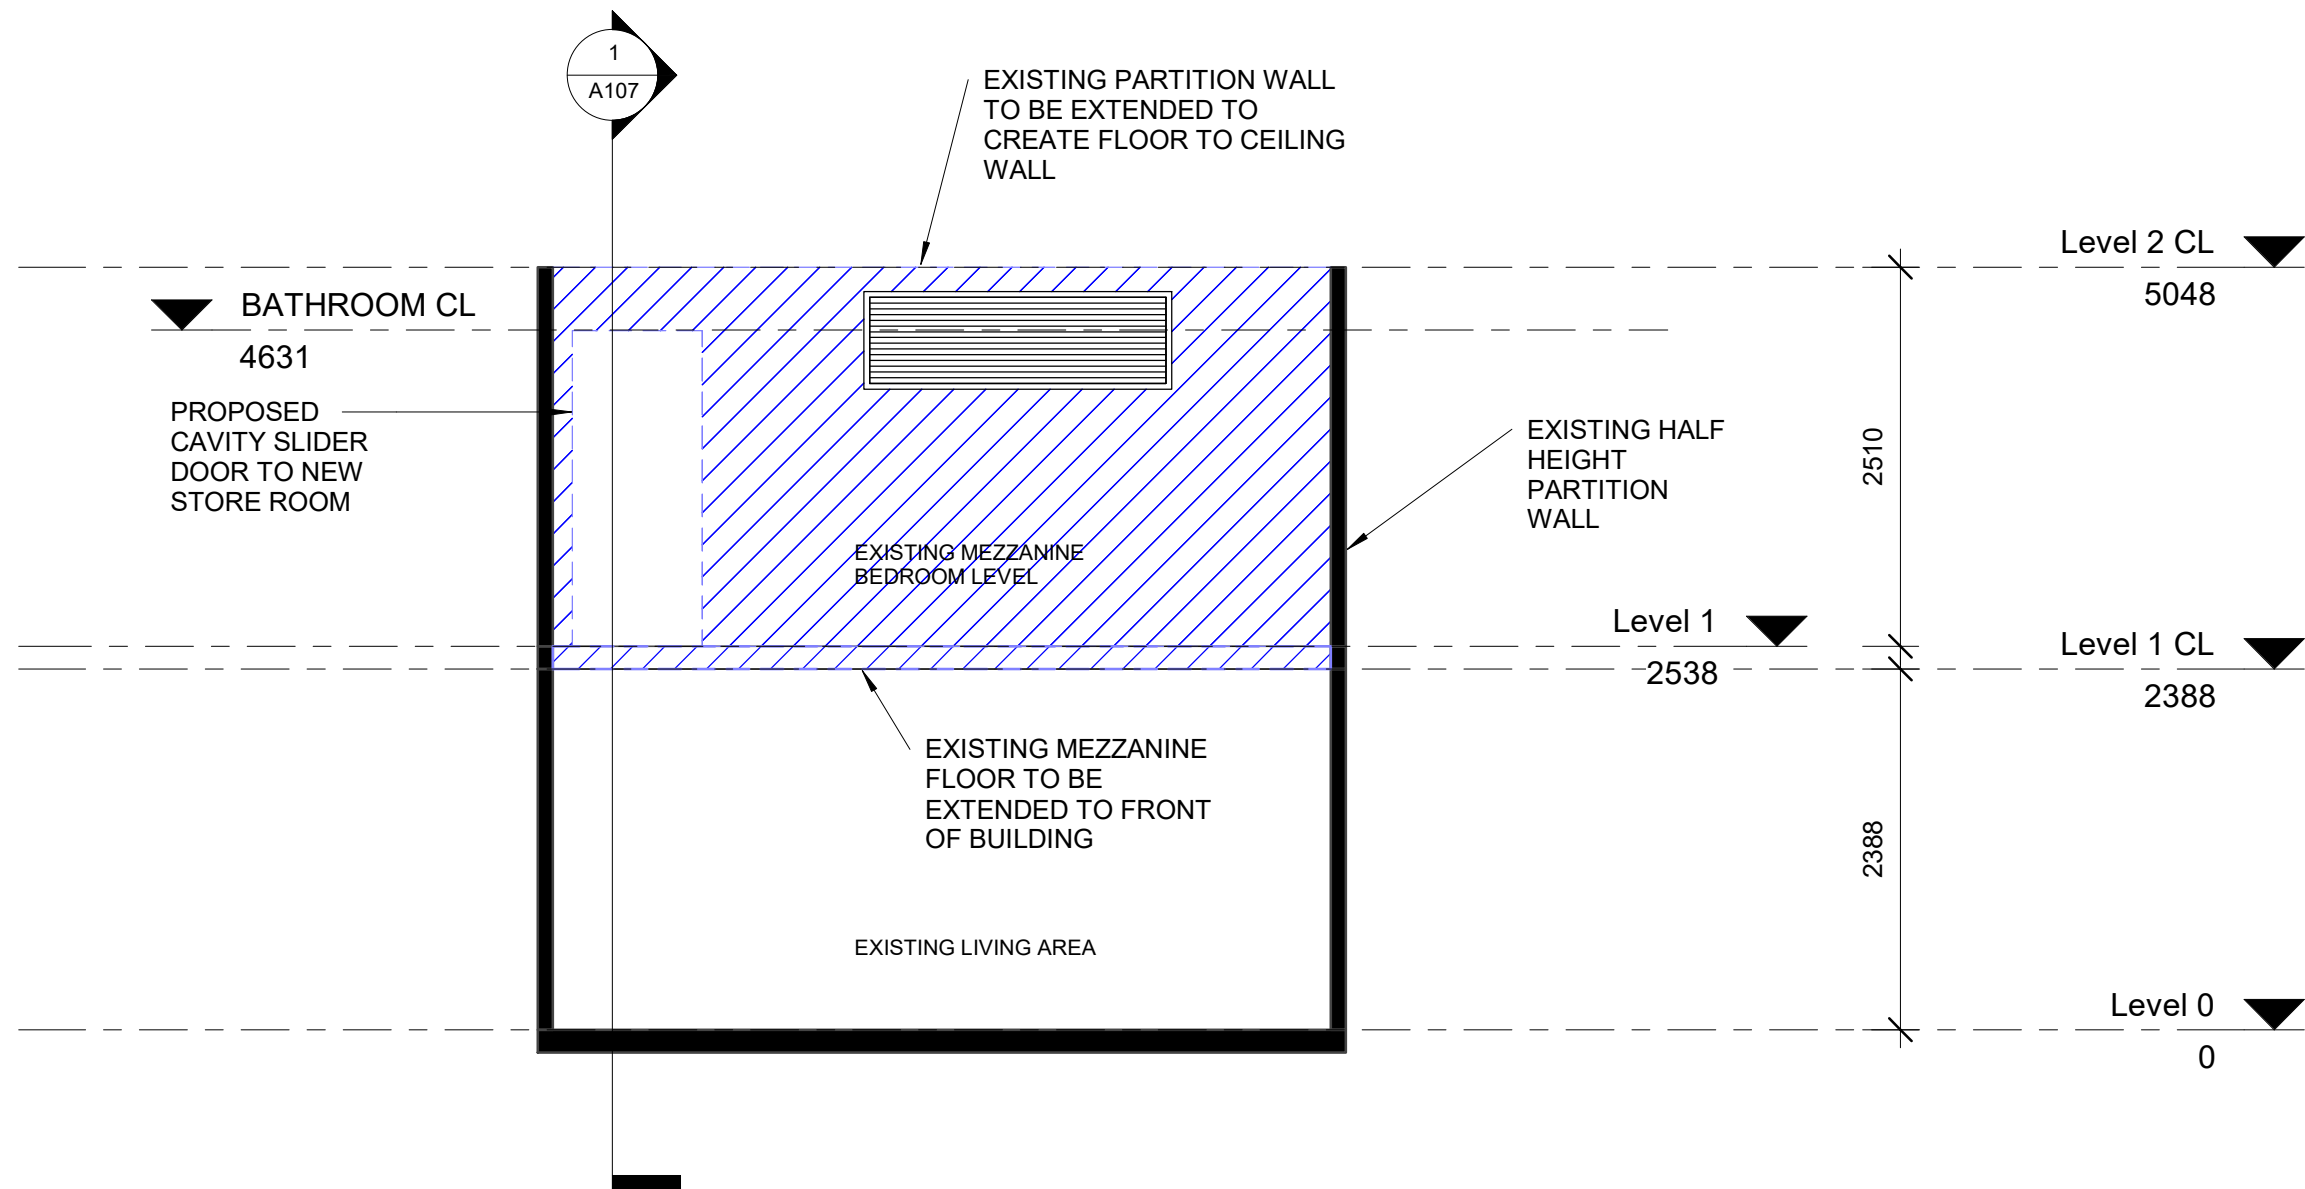 1
A107
EXISTING PARTITION WALL
TO BE EXTENDED TO
CREATE FLOOR TO CEILING
WALL
Level 2 CL
5048
BATHROOM CL
4631
PROPOSED
CAVITY SLIDER
DOOR TO NEW
STORE ROOM
EXISTING HALF
HEIGHT
PARTITION
WALL
2510
EXISTING MEZZANINE
BEDROOM LEVEL
Level 1
2538
Level 1 CL
2388
EXISTING MEZZANINE
FLOOR TO BE
EXTENDED TO FRONT
OF BUILDING
2388
EXISTING LIVING AREA
Level 0
0